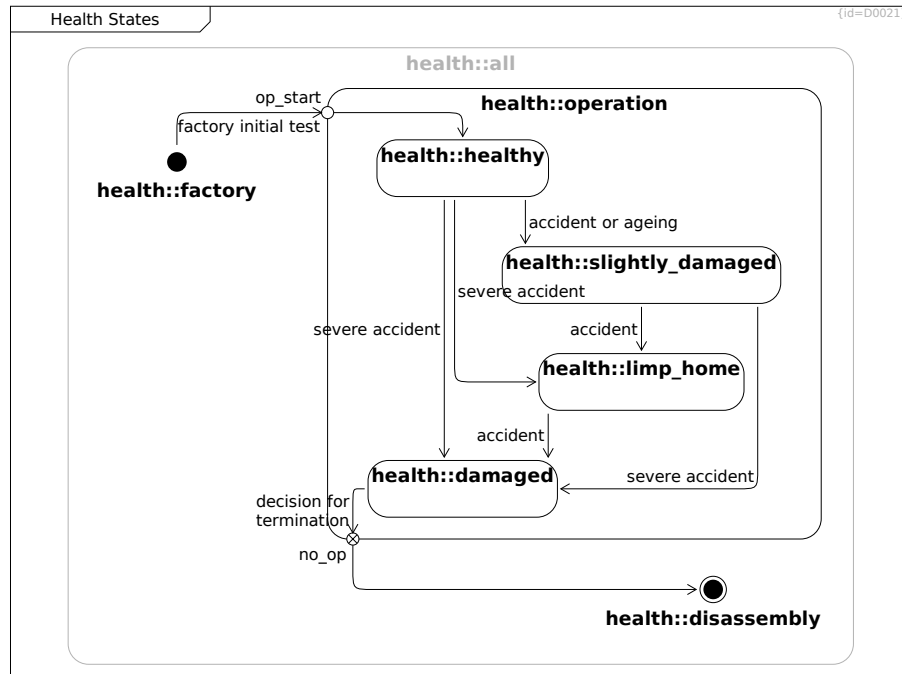 Health States
{id=D0021
health::all
op_start
health::operation
factory initial test
health::healthy
health::factory
accident or ageing
health::slightly_damaged
severe accident
severe accident
accident
health::limp_home
accident
health::damaged
severe accident
decision for
termination
no_op
health::disassembly